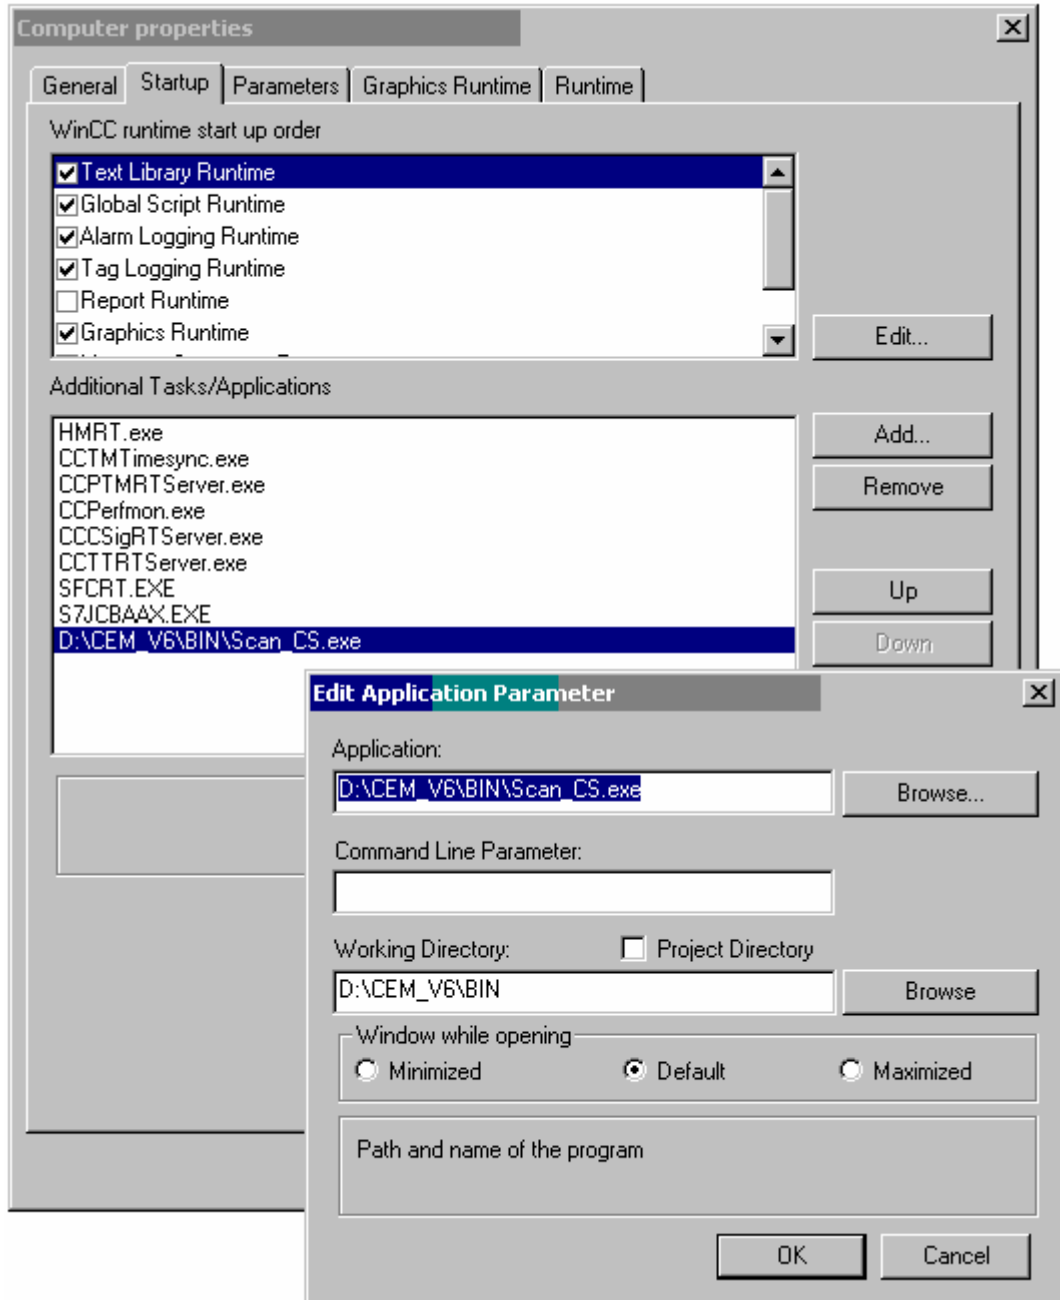 Computer properties
General Startup Parameters Graphics Runtime Runtime
WinCC runtime start up order
Text Library Runtime
Global Script Runtime
Alarm Logging Runtime
Tag Logging Runtime
Report Runtime
Graphics Runtime
Edit...
Additional Tasks/Applications
HMRT.exe
CCTMTimesync.exe
CCPTMRTServer.exe
CCPerfmon.exe
CCCSigRTServer.exe
CCTTRTServer.exe
SFCRT.EXE
S7JCBAAX.EXE
D:\CEM_V6\BIN\Scan_CS.exe
Add...
Remove
Up
Down
Edit Application Parameter
Application:
D:\CEM_V6\BIN\Scan_CS.exe
Browse...
Command Line Parameter:
Working Directory: Project Directory
D:\CEM_V6\BIN
Browse
Window while opening
Minimized Default Maximized
Path and name of the program
OK Cancel